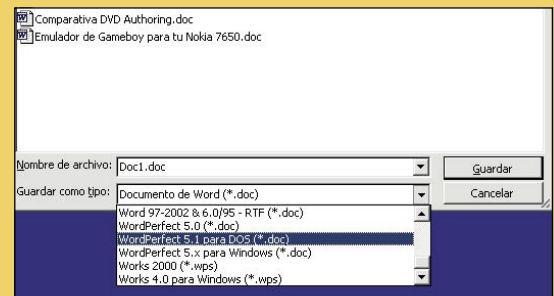 Comparativa DVD Authoring.doc
Emulador de Gameboy para tu Nokia 7650.doc
Nombre de archivo: Doc1.doc Guardar
Guardar como tipo: Documento de Word (*.doc) Cancelar
Word 97-2002 & 6.0/95 - RTF (*.doc)
WordPerfect 5.0 (*.doc)
WordPerfect 5.1 para DOS (*.doc)
WordPerfect 5.x para Windows (*.doc)
Works 2000 (*.wps)
Works 4.0 para Windows (*.wps)